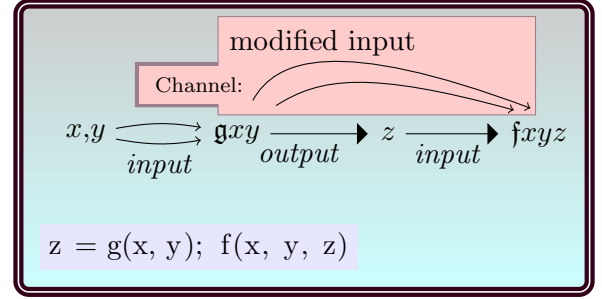 modified input
Channel:
x,y 𝔤xy z 𝔣xyz
input output input
z = g(x, y); f(x, y, z)